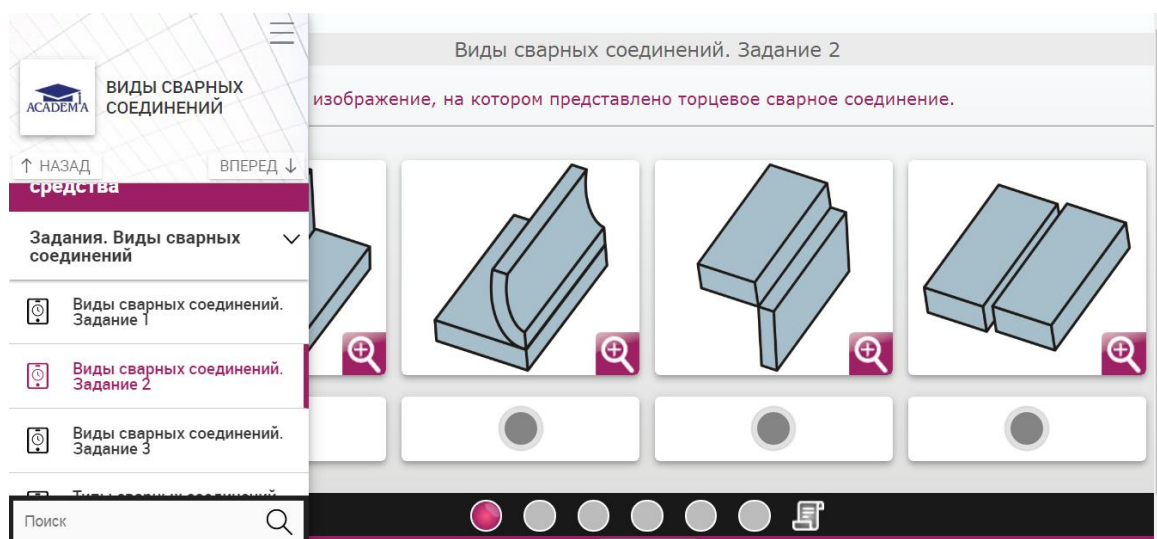 ACADEM'A
ВИДЫ СВАРНЫХ
СОЕДИНЕНИЙ
↑ НАЗАД
ВПЕРЕД ↓
средства
Задания. Виды сварных
соединений
Виды сварных соединений.
Задание 1
Виды сварных соединений.
Задание 2
Виды сварных соединений.
Задание 3
Поиск
Виды сварных соединений. Задание 2
изображение, на котором представлено торцевое сварное соединение.